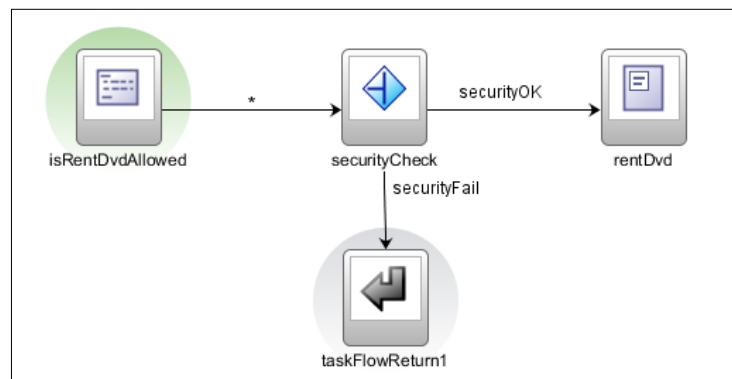 *
securityOK
isRentDvdAllowed
securityCheck
rentDvd
securityFail
taskFlowReturn1